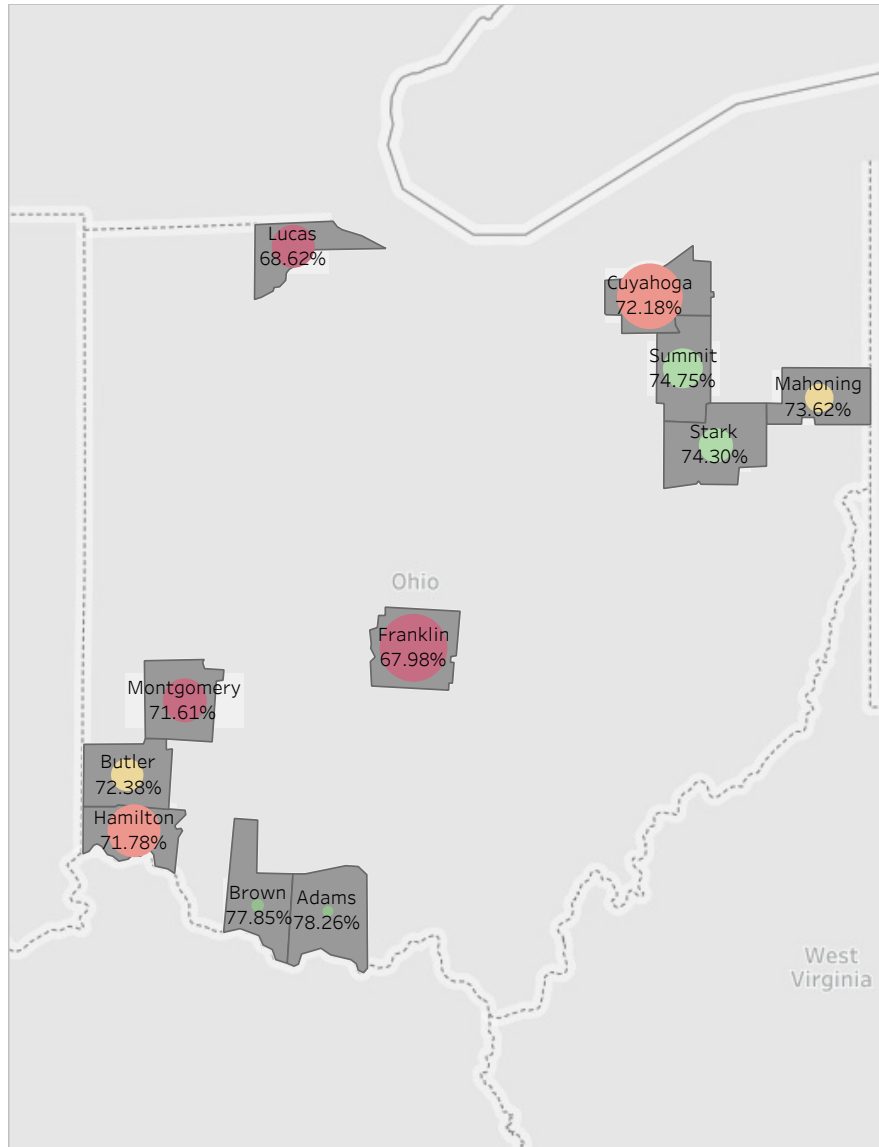 Lucas
68.62%
Cuyahoga
72.18%
Summit
74.75%
Mahoning
73.62%
Stark
74.30%
Ohio
Franklin
67.98%
Montgomery
71.61%
Butler
72.38%
Hamilton
71.78%
Brown
77.85%
Adams
78.26%
West
Virginia